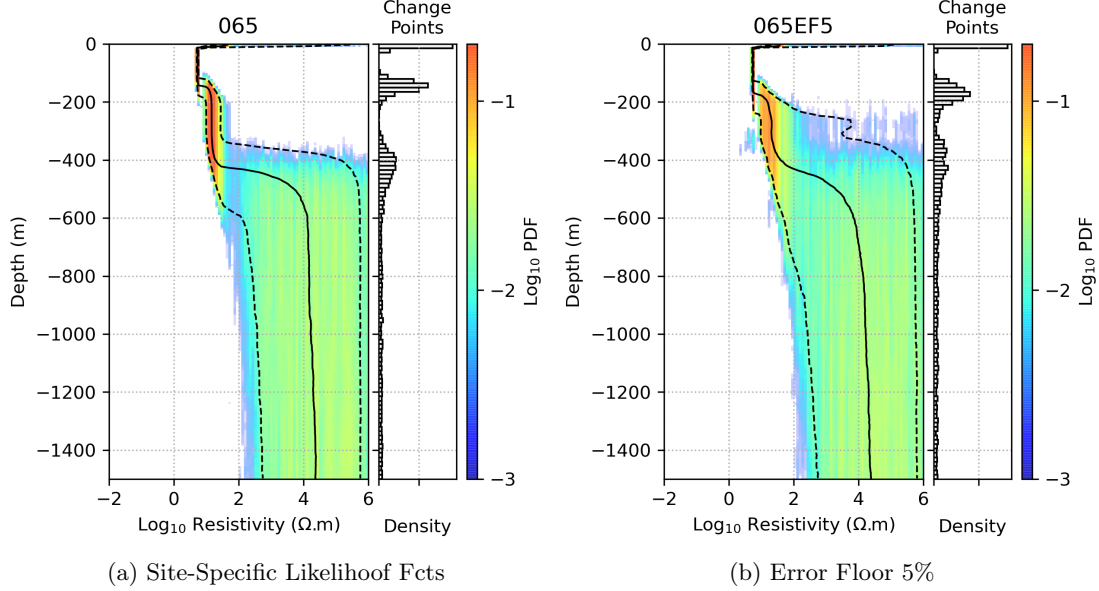 065
Change
Points
0
−200
−400
−600
−800
−1000
−1200
−1400
Depth (m)
−2
0
2
4
6
Log₁₀ Resistivity (Ω.m)
Density
−1
−2
−3
Log₁₀ PDF
(a) Site-Specific Likelihoof Fcts
065EF5
Change
Points
0
−200
−400
−600
−800
−1000
−1200
−1400
Depth (m)
−2
0
2
4
6
Log₁₀ Resistivity (Ω.m)
Density
−1
−2
−3
Log₁₀ PDF
(b) Error Floor 5%